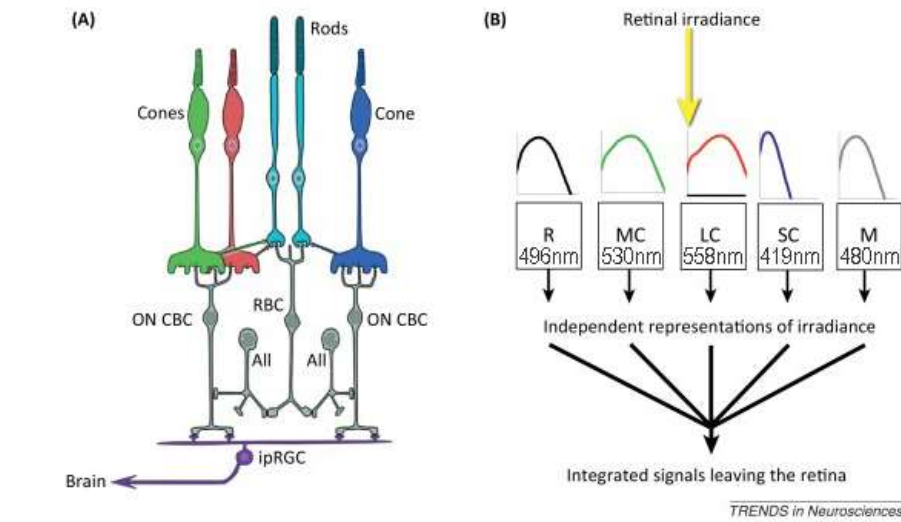 (A)
Rods
Cones
Cone
ON CBC
RBC
ON CBC
AII
AII
ipRGC
Brain
(B)
Retinal irradiance
R
496nm
MC
530nm
LC
558nm
SC
419nm
M
480nm
Independent representations of irradiance
Integrated signals leaving the retina
TRENDS in Neurosciences